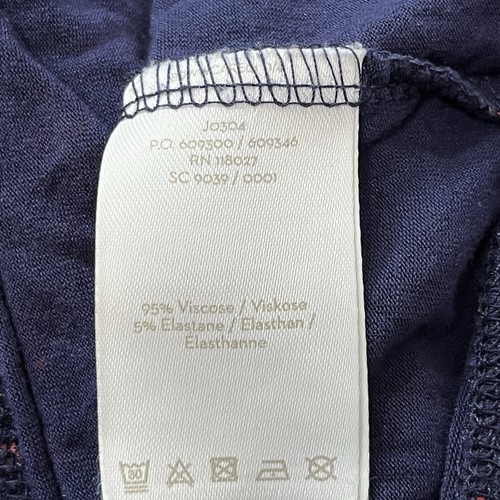 J0304
P.O. 609300 / 609346
RN 118027
SC 9039 / 0001
95% Viscose / Viskose
5% Elastane / Elasthan /
Elasthanne
30